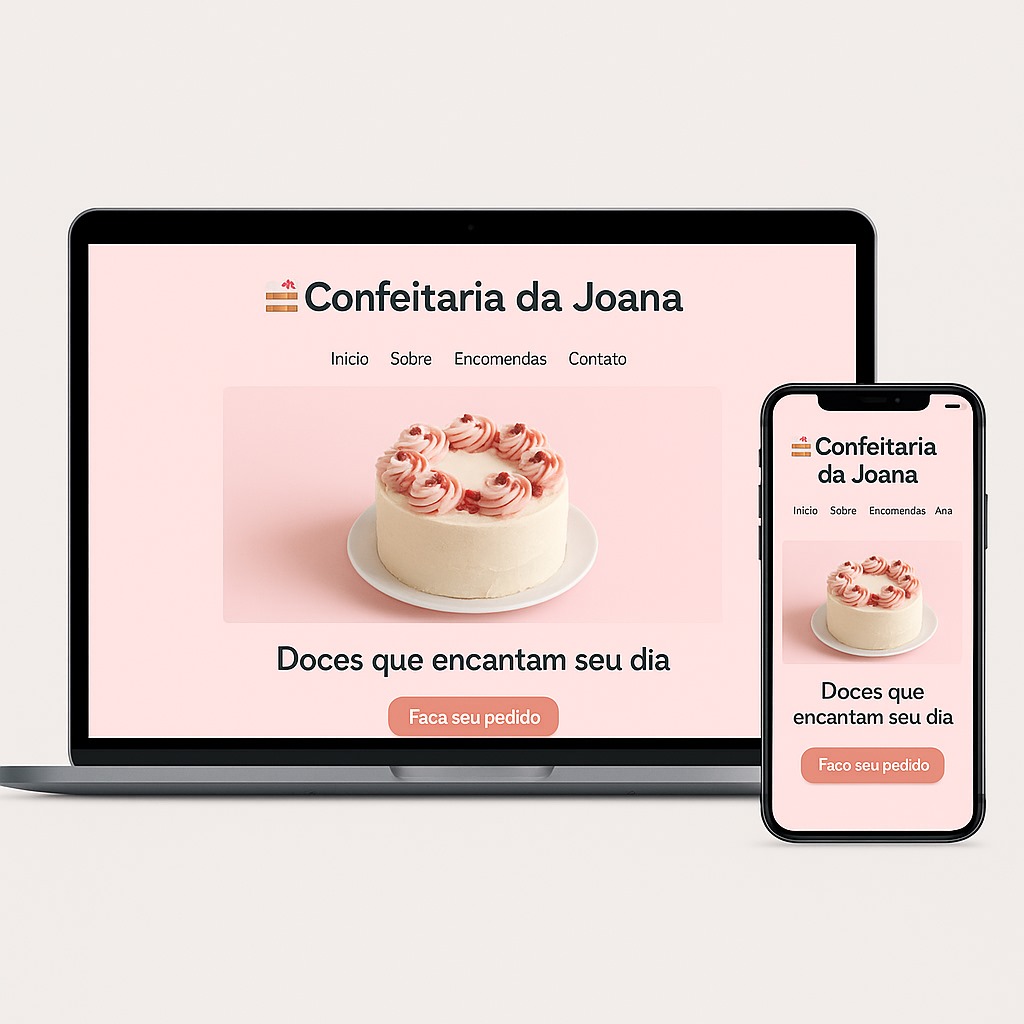 Confeitaria da Joana
Inicio Sobre Encomendas Contato
Doces que encantam seu dia
Faca seu pedido
Confeitaria
da Joana
Inicio Sobre Encomendas Ana
Doces que
encantam seu dia
Faco seu pedido